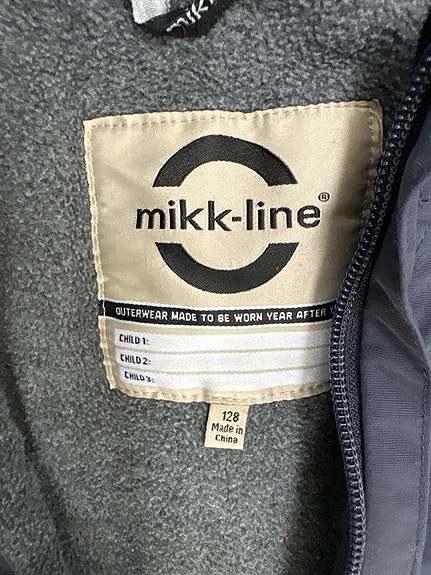 mikk
mikk-line®
OUTERWEAR MADE TO BE WORN YEAR AFTER
CHILD 1:
CHILD 2:
CHILD 3:
128
Made in
China